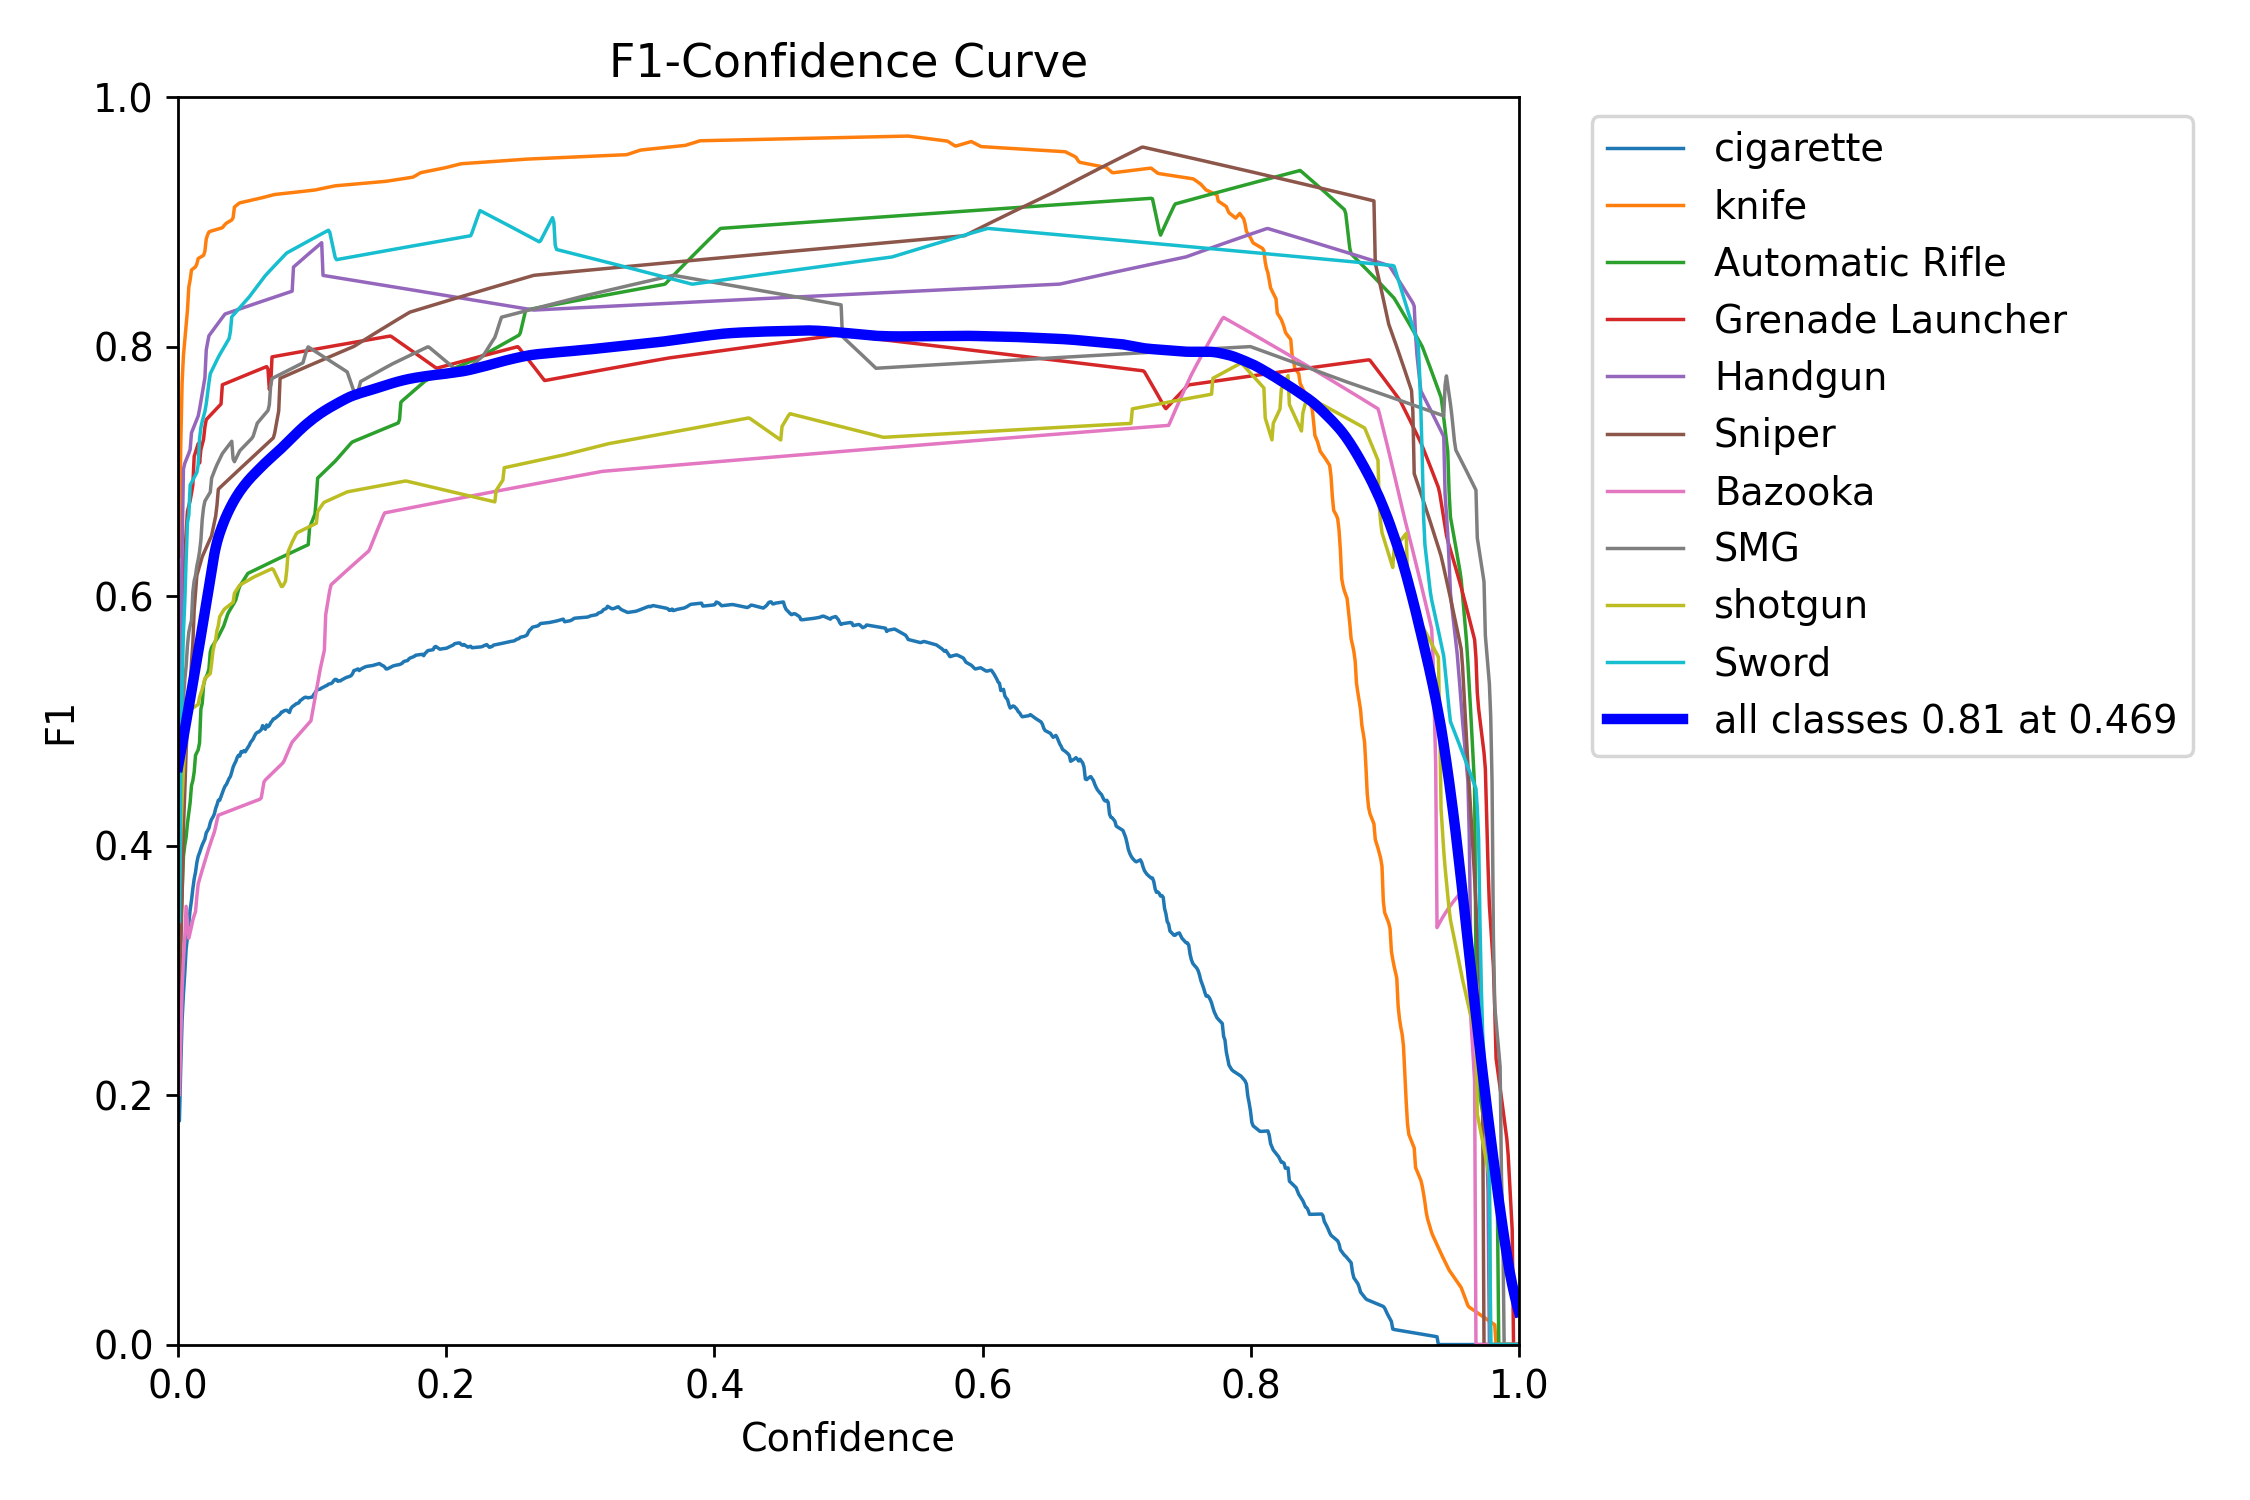 F1-Confidence Curve
1.0
0.8
0.6
0.4
0.2
0.0
F1
0.0 0.2 0.4 0.6 0.8 1.0
Confidence
cigarette
knife
Automatic Rifle
Grenade Launcher
Handgun
Sniper
Bazooka
SMG
shotgun
Sword
all classes 0.81 at 0.469